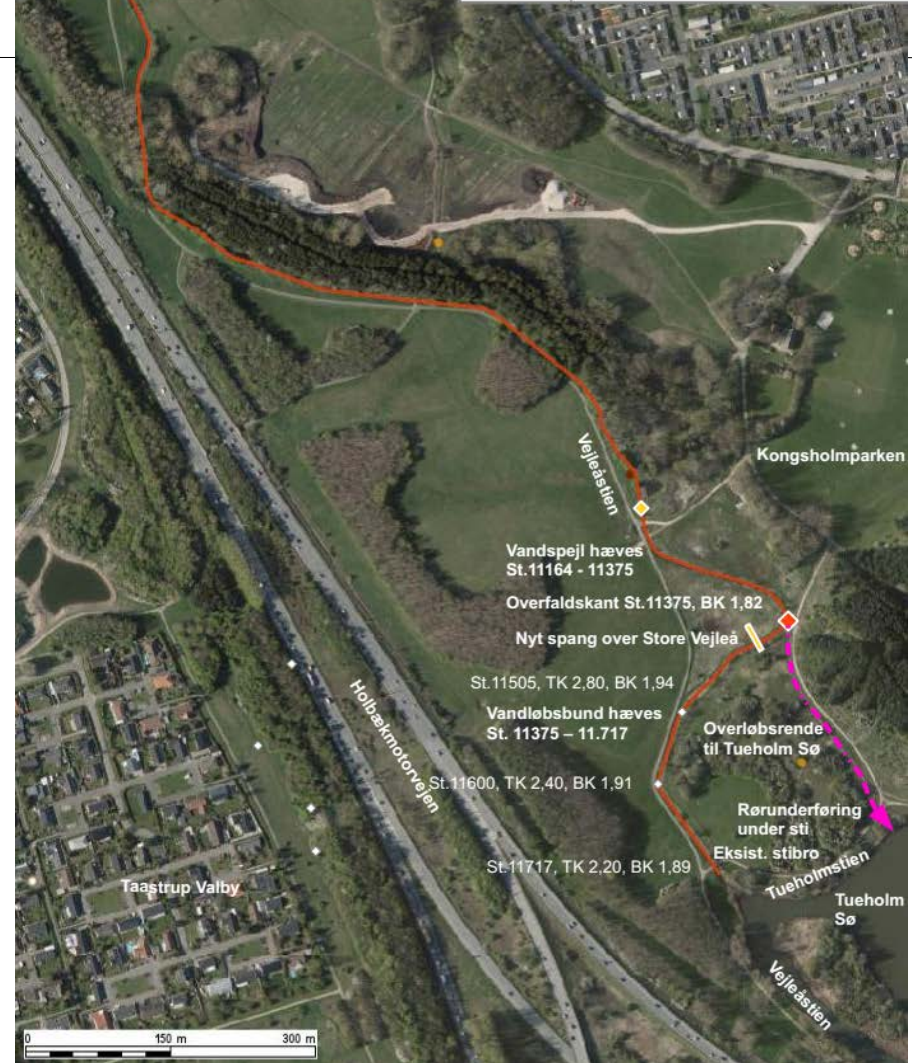 Kongsholmparken
Vejleåstien
Vandspejl hæves
St.11164 - 11375
Overfaldskant St.11375, BK 1,82
Nyt spang over Store Vejleå
St.11505, TK 2,80, BK 1,94
Holbækmotorvejen
Vandløbsbund hæves
St. 11375 – 11.717
Overløbsrende
til Tueholm Sø
St.11600, TK 2,40, BK 1,91
Rørunderføring
under sti
Eksist. stibro
St.11717, TK 2,20, BK 1,89
Tueholmstien
Taastrup Valby
Tueholm
Sø
Vejleåstien
0 150 m 300 m